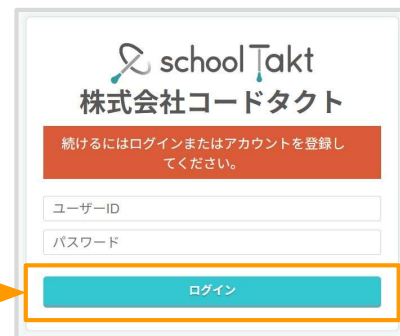 schoolTakt
株式会社コードタクト
続けるにはログインまたはアカウントを登録し
てください。
ユーザーID
パスワード
ログイン